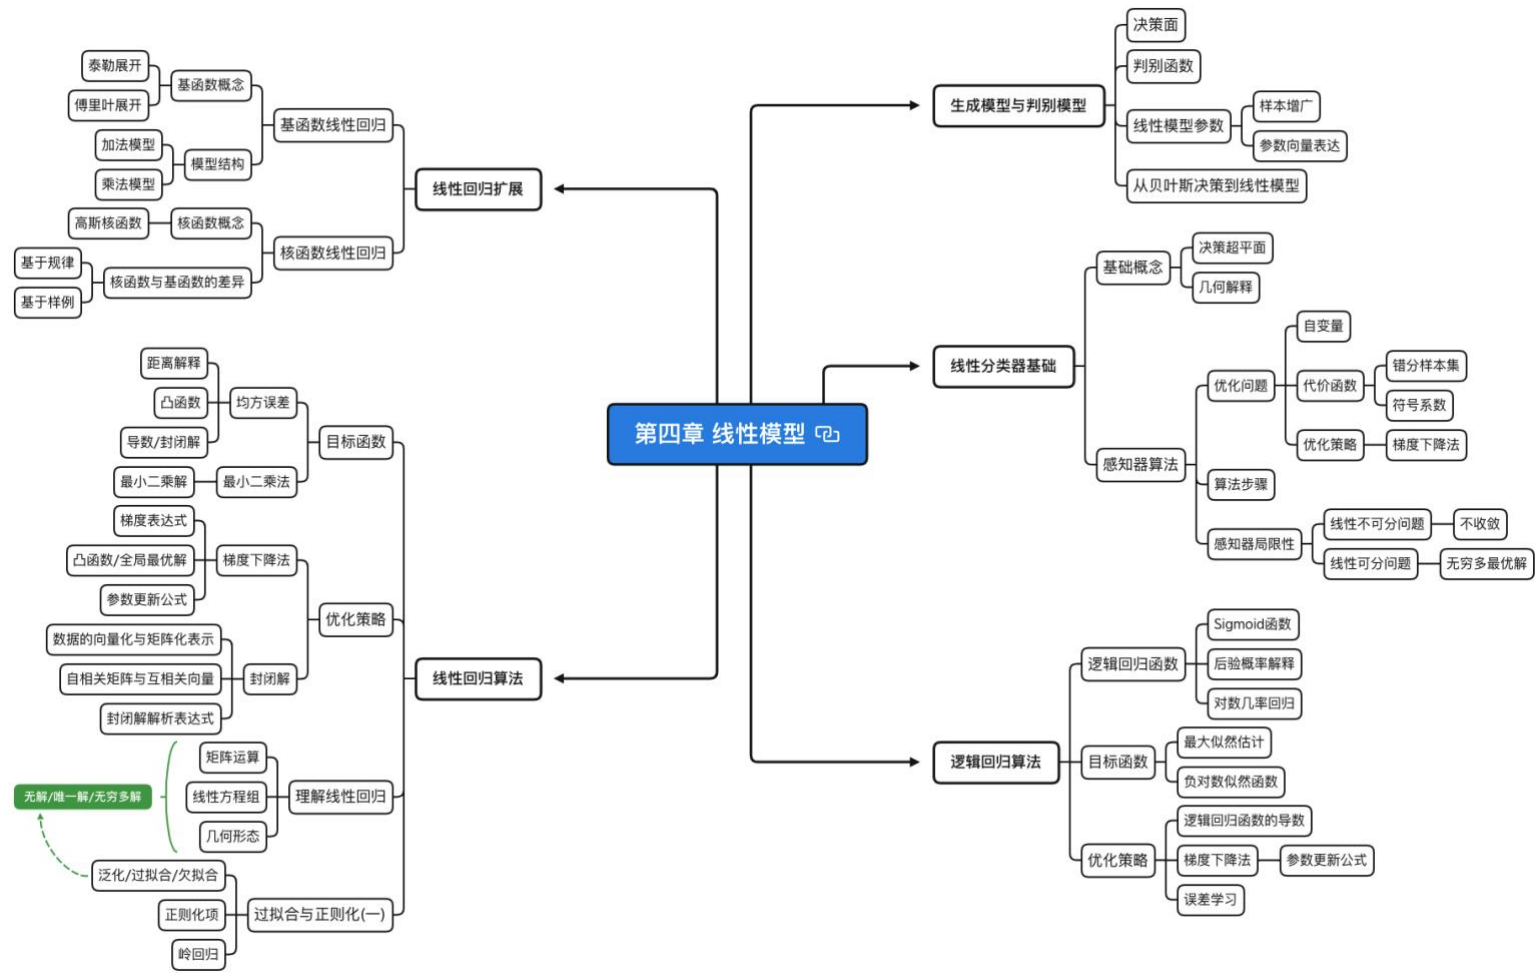 第四章 线性模型
生成模型与判别模型
决策面
判别函数
线性模型参数
样本增广
参数向量表达
从贝叶斯决策到线性模型
线性分类器基础
基础概念
决策超平面
几何解释
感知器算法
优化问题
自变量
代价函数
错分样本集
符号系数
优化策略
梯度下降法
算法步骤
感知器局限性
线性不可分问题
不收敛
线性可分问题
无穷多最优解
逻辑回归算法
逻辑回归函数
Sigmoid函数
后验概率解释
对数几率回归
目标函数
最大似然估计
负对数似然函数
优化策略
逻辑回归函数的导数
梯度下降法
参数更新公式
误差学习
线性回归扩展
基函数线性回归
基函数概念
泰勒展开
傅里叶展开
模型结构
加法模型
乘法模型
核函数线性回归
核函数概念
高斯核函数
核函数与基函数的差异
基于规律
基于样例
线性回归算法
目标函数
均方误差
距离解释
凸函数
导数/封闭解
最小二乘法
最小二乘解
优化策略
梯度下降法
梯度表达式
凸函数/全局最优解
参数更新公式
封闭解
数据的向量化与矩阵化表示
自相关矩阵与互相关向量
封闭解解析表达式
理解线性回归
矩阵运算
线性方程组
几何形态
无解/唯一解/无穷多解
过拟合与正则化(一)
泛化/过拟合/欠拟合
正则化项
岭回归